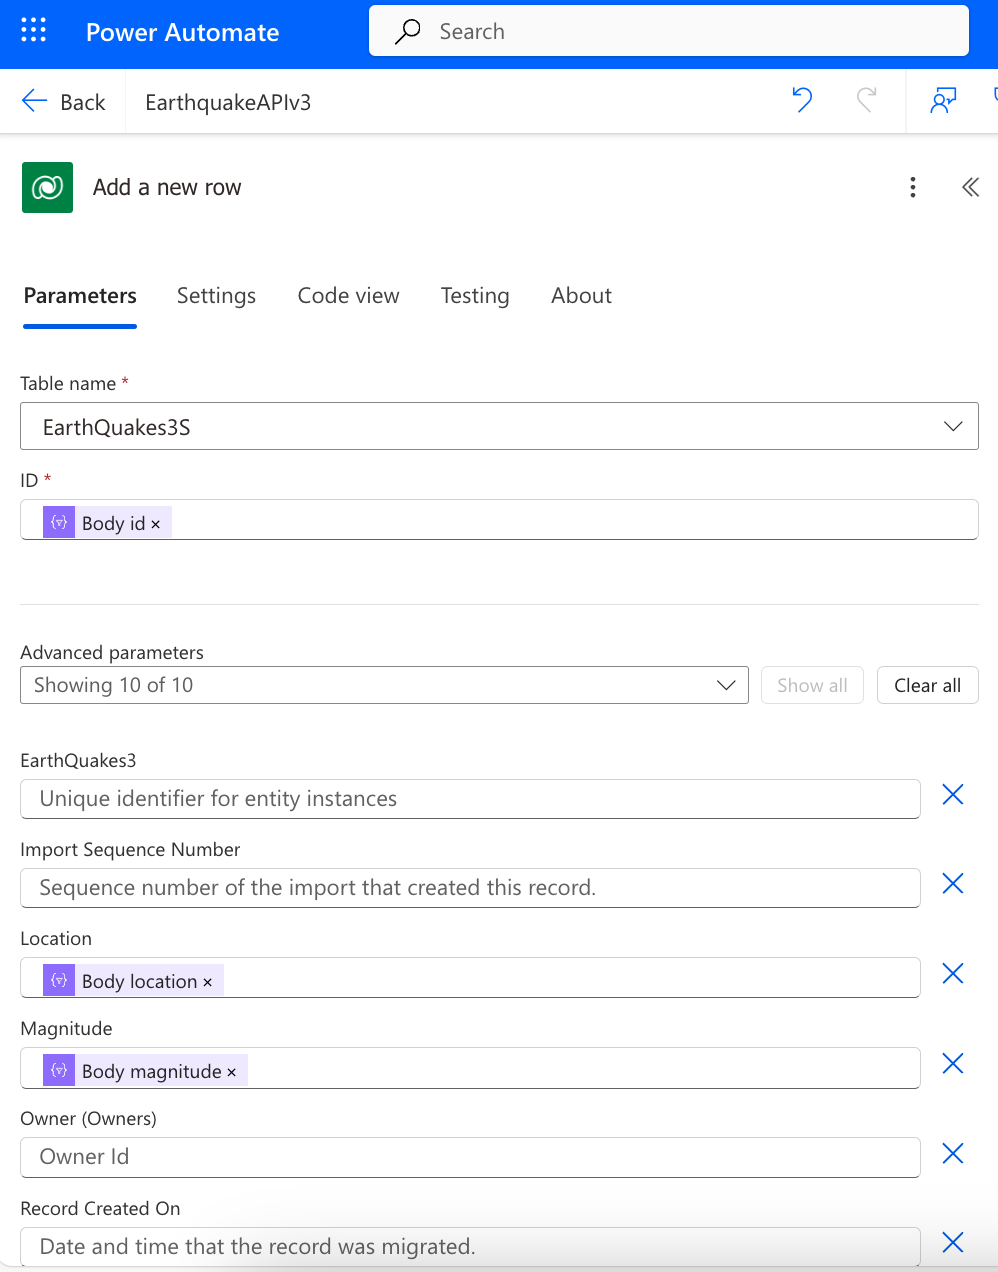 Power Automate
Search
Back
EarthquakeAPIv3
Add a new row
Parameters Settings Code view Testing About
Table name *
EarthQuakes3S
ID *
Body id ×
Advanced parameters
Showing 10 of 10
Show all
Clear all
EarthQuakes3
Unique identifier for entity instances
Import Sequence Number
Sequence number of the import that created this record.
Location
Body location ×
Magnitude
Body magnitude ×
Owner (Owners)
Owner Id
Record Created On
Date and time that the record was migrated.